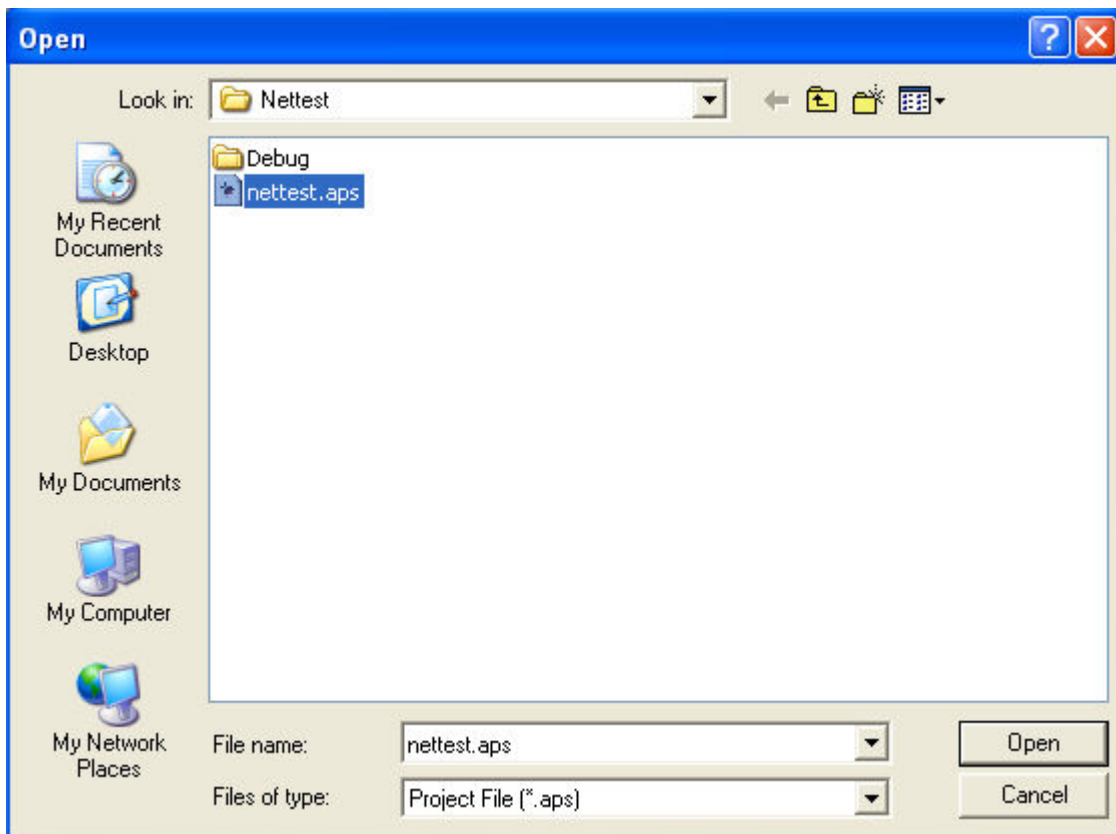 Open
Look in: Nettest
Debug
nettest.aps
My Recent
Documents
Desktop
My Documents
My Computer
My Network
Places
File name: nettest.aps Open
Files of type: Project File (*.aps) Cancel